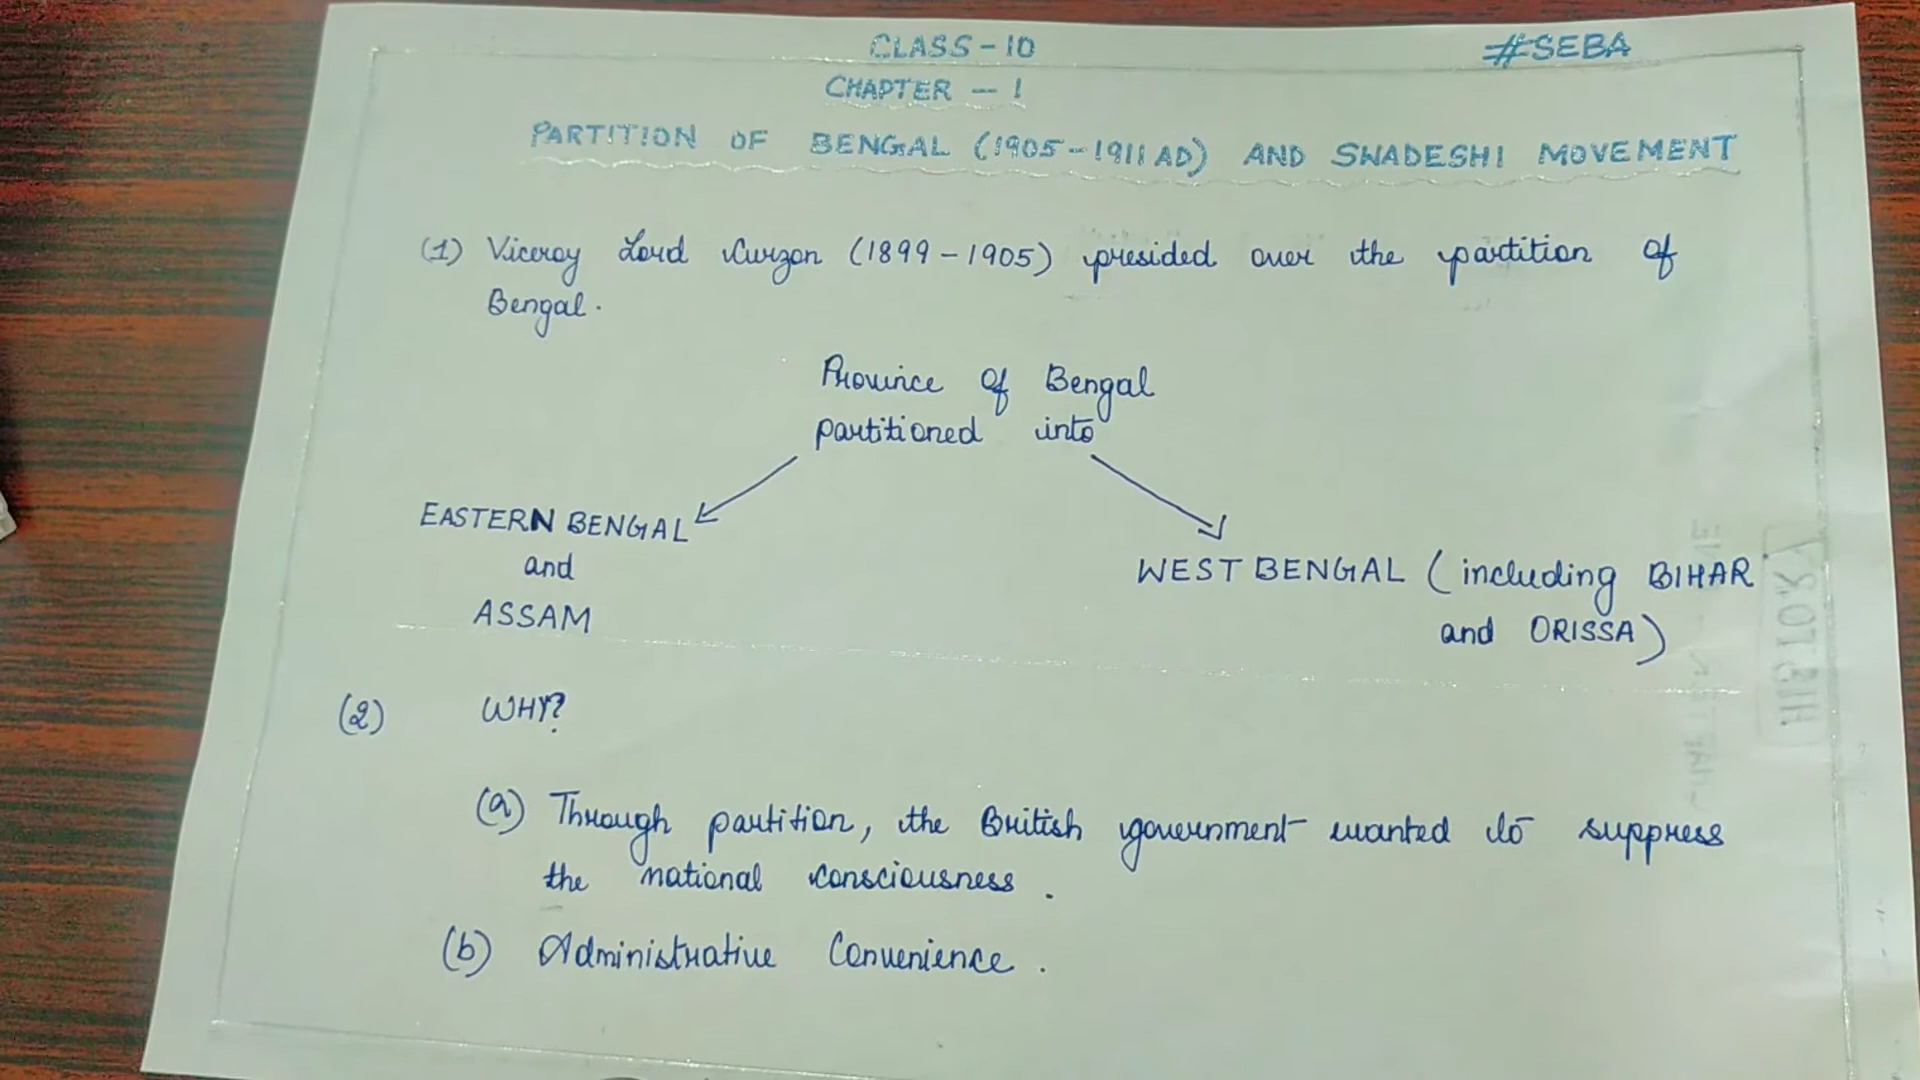 CLASS-10
#SEBA
CHAPTER - 1
PARTITION OF BENGAL (1905-1911 AD) AND SWADESHI MOVEMENT
(1) Viceroy Lord Curzon (1899-1905) presided over the partition of
Bengal.
Province of Bengal
partitioned into
EASTERN BENGAL
and
ASSAM
WEST BENGAL (including BIHAR
and ORISSA)
(2) WHY?
(a) Through partition, the British government wanted to suppress
the national consciousness.
(b) Administrative Convenience.
HISTORY